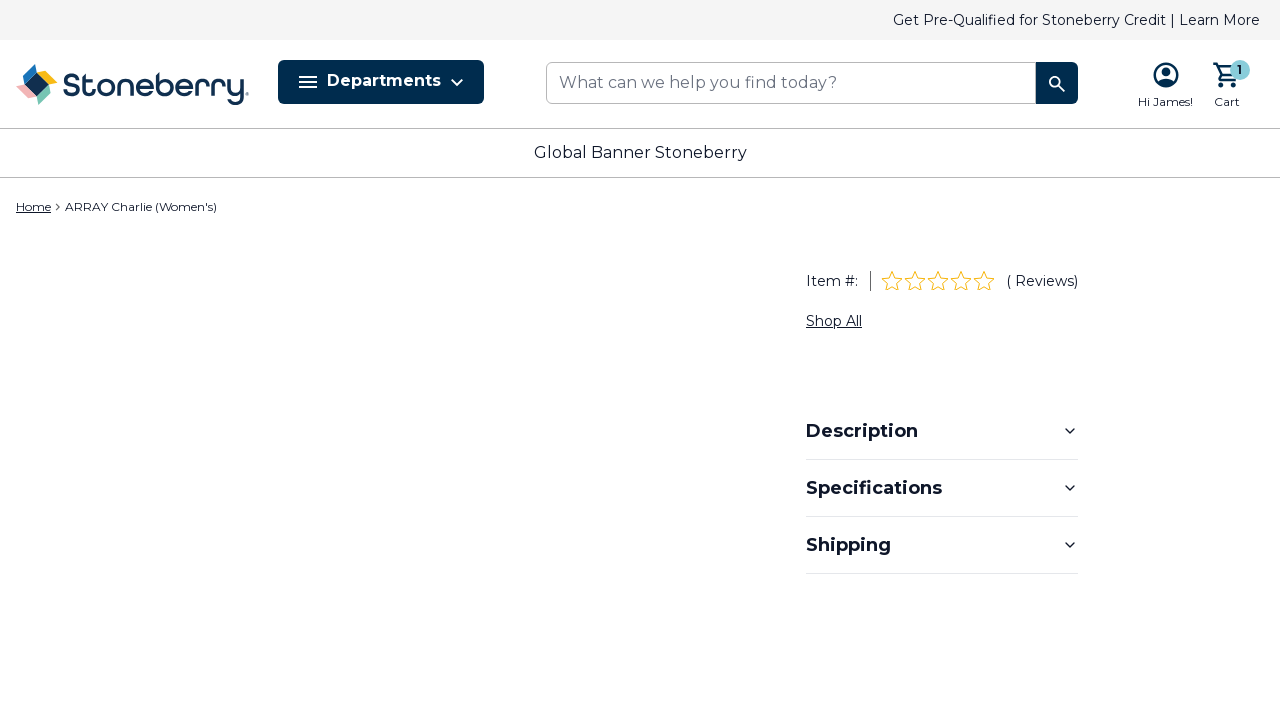 Get Pre-Qualified for Stoneberry Credit | Learn More
Stoneberry
Departments
What can we help you find today?
Hi James!
1
Cart
Global Banner Stoneberry
Home > ARRAY Charlie (Women's)
Item #: ( Reviews)
Shop All
Description
Specifications
Shipping